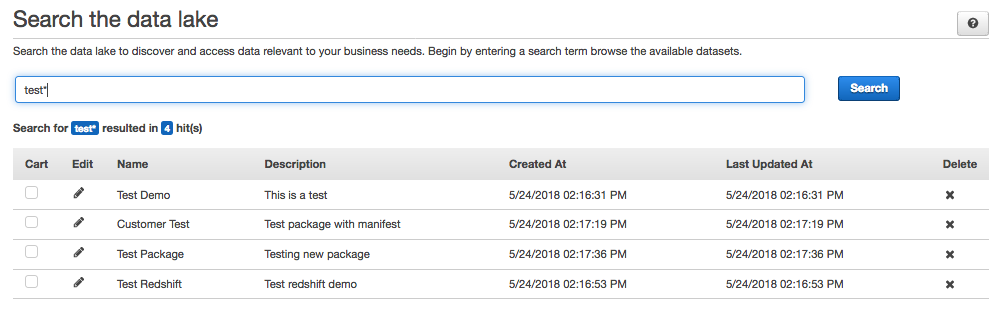 Search the data lake
Search the data lake to discover and access data relevant to your business needs. Begin by entering a search term browse the available datasets.
test*
Search
Search for test* resulted in 4 hit(s)
Cart Edit Name Description Created At Last Updated At Delete
Test Demo This is a test 5/24/2018 02:16:31 PM 5/24/2018 02:16:31 PM
Customer Test Test package with manifest 5/24/2018 02:17:19 PM 5/24/2018 02:17:19 PM
Test Package Testing new package 5/24/2018 02:17:36 PM 5/24/2018 02:17:36 PM
Test Redshift Test redshift demo 5/24/2018 02:16:53 PM 5/24/2018 02:16:53 PM